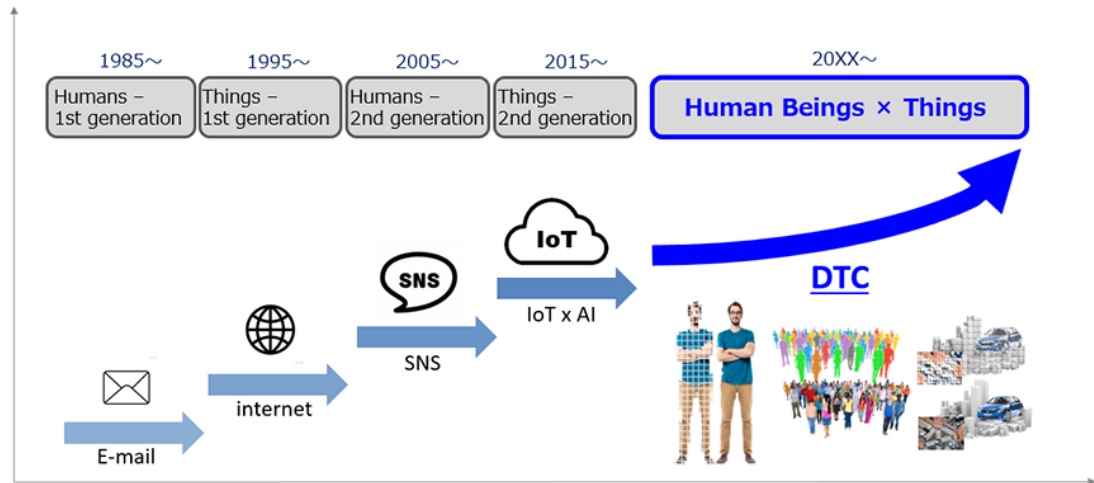 1985～
1995～
2005～
2015～
20XX～
Humans –
1st generation
Things –
1st generation
Humans –
2nd generation
Things –
2nd generation
Human Beings × Things
IoT
IoT x AI
SNS
SNS
internet
E-mail
DTC